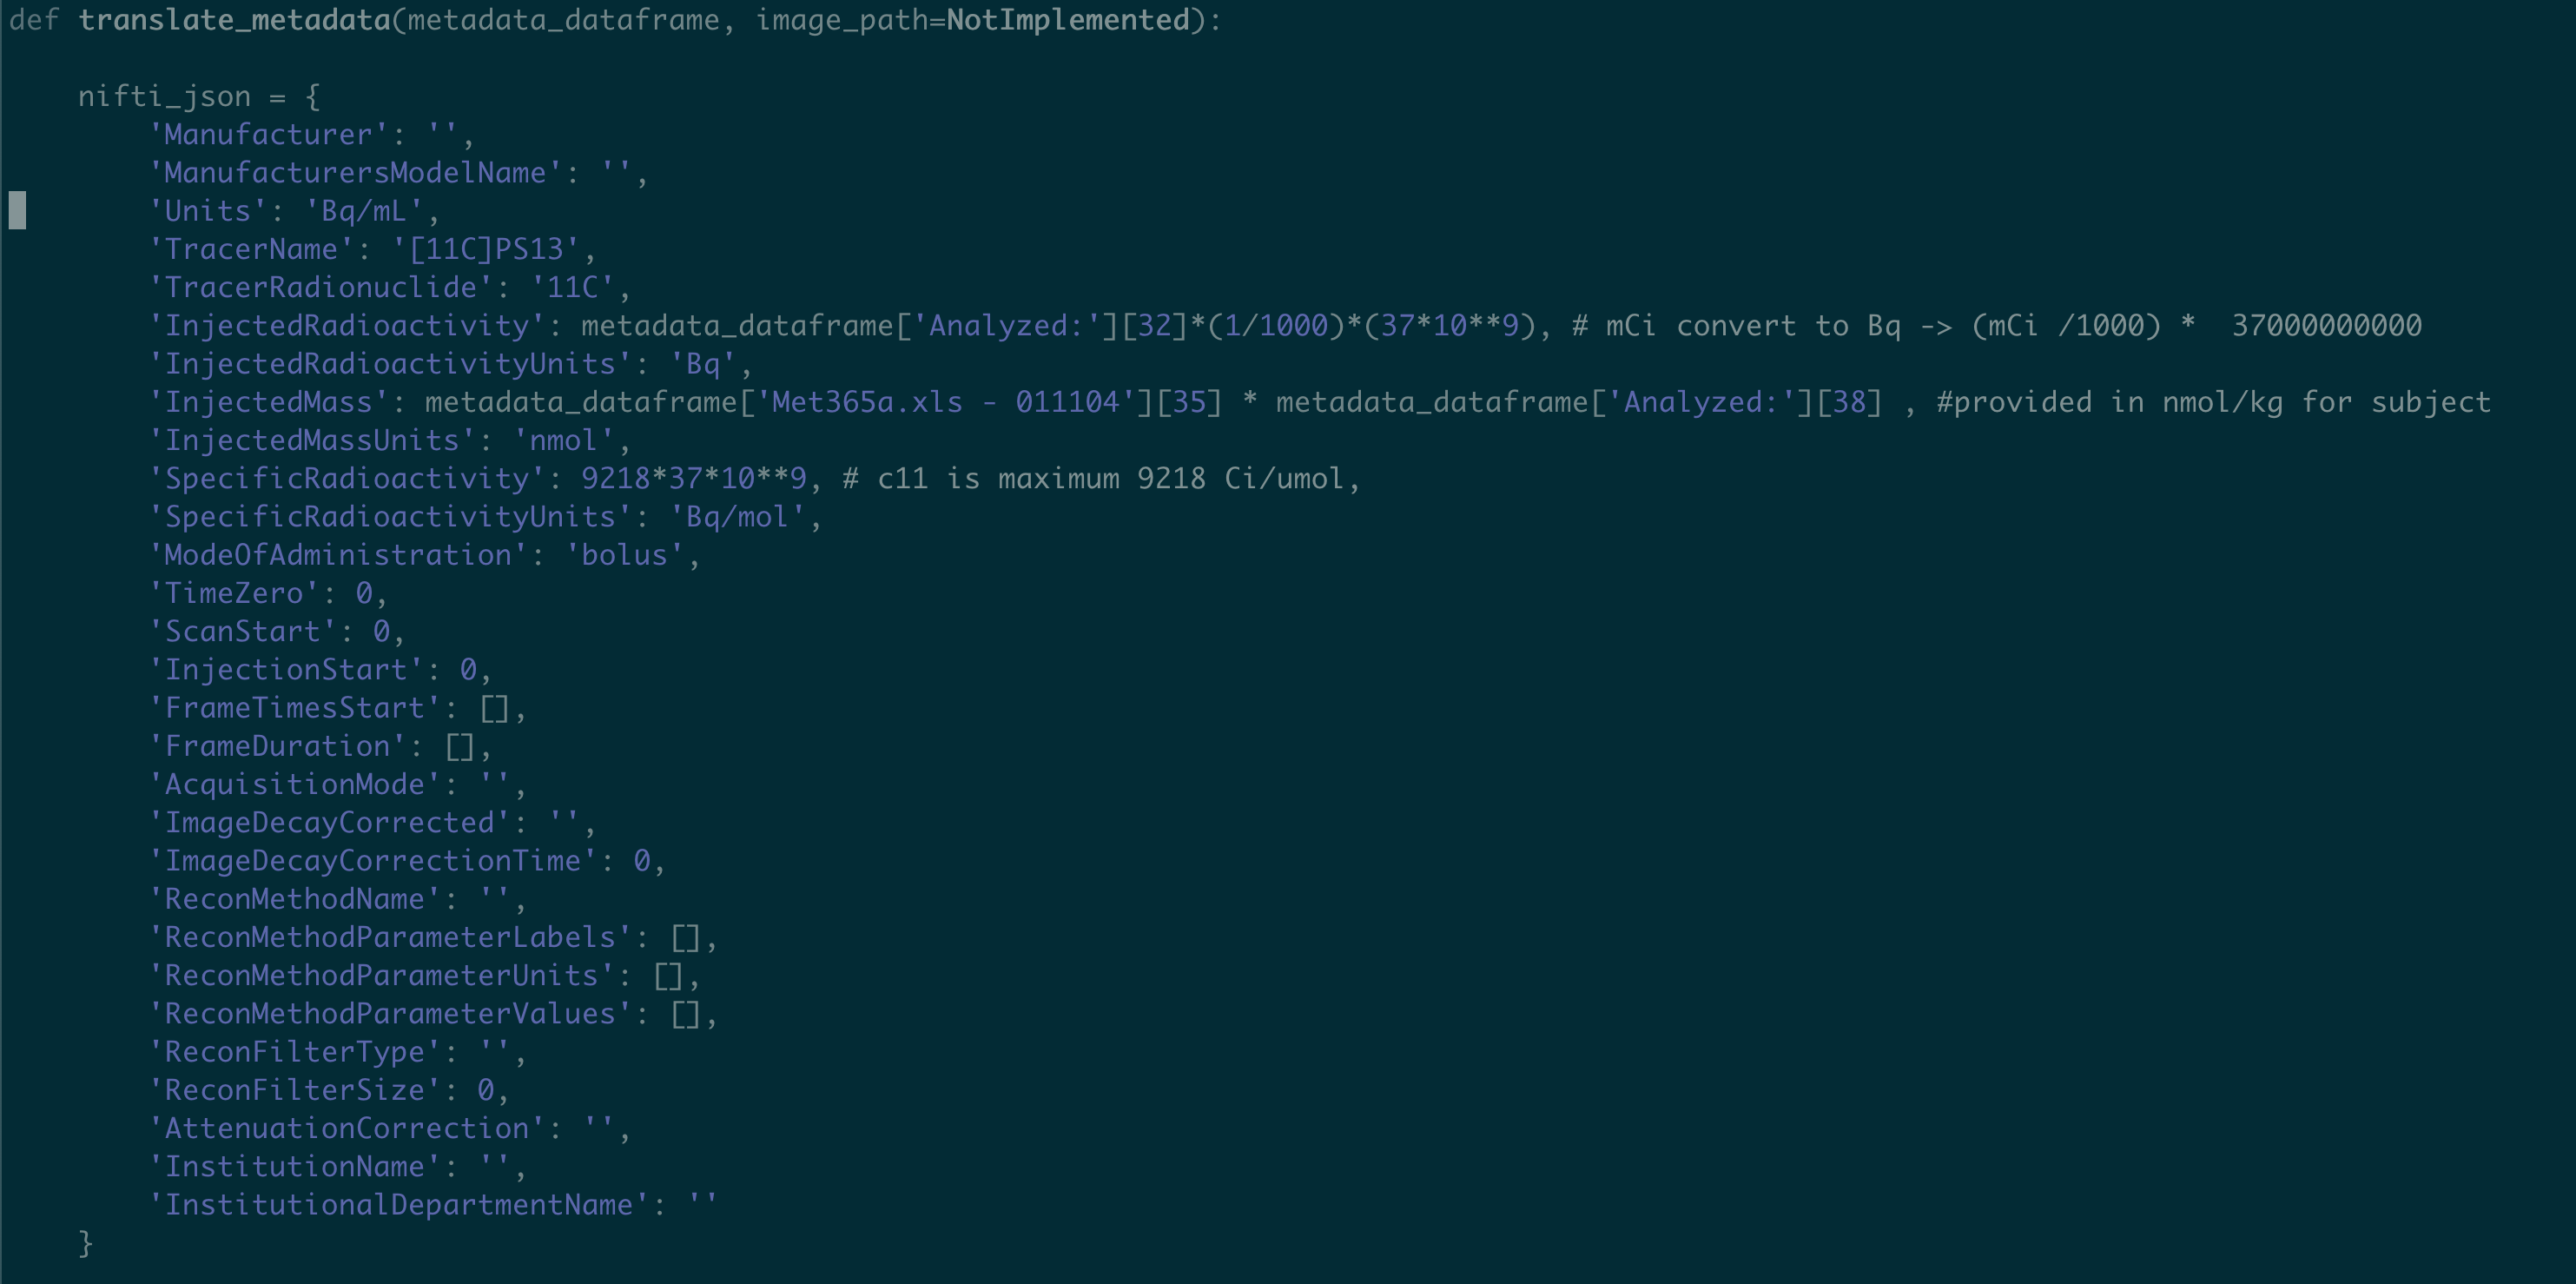 def translate_metadata(metadata_dataframe, image_path=NotImplemented):
nifti_json = {
'Manufacturer': '',
'ManufacturersModelName': '',
'Units': 'Bq/mL',
'TracerName': '[11C]PS13',
'TracerRadionuclide': '11C',
'InjectedRadioactivity': metadata_dataframe['Analyzed:'][32]*(1/1000)*(37*10**9), # mCi convert to Bq -> (mCi /1000) *  37000000000
'InjectedRadioactivityUnits': 'Bq',
'InjectedMass': metadata_dataframe['Met365a.xls - 011104'][35] * metadata_dataframe['Analyzed:'][38] , #provided in nmol/kg for subject
'InjectedMassUnits': 'nmol',
'SpecificRadioactivity': 9218*37*10**9, # c11 is maximum 9218 Ci/umol,
'SpecificRadioactivityUnits': 'Bq/mol',
'ModeOfAdministration': 'bolus',
'TimeZero': 0,
'ScanStart': 0,
'InjectionStart': 0,
'FrameTimesStart': [],
'FrameDuration': [],
'AcquisitionMode': '',
'ImageDecayCorrected': '',
'ImageDecayCorrectionTime': 0,
'ReconMethodName': '',
'ReconMethodParameterLabels': [],
'ReconMethodParameterUnits': [],
'ReconMethodParameterValues': [],
'ReconFilterType': '',
'ReconFilterSize': 0,
'AttenuationCorrection': '',
'InstitutionName': '',
'InstitutionalDepartmentName': ''
}